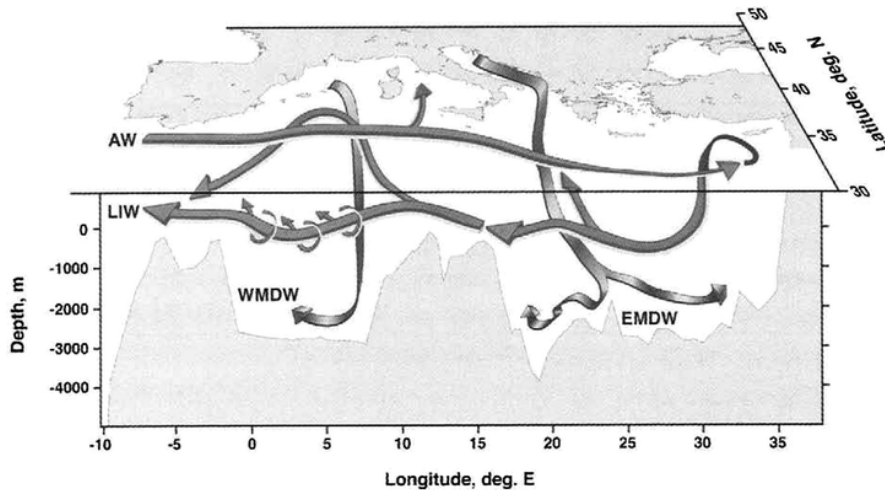 50
45
40
35
30
Latitude, deg. N
AW
LIW
WMDW
EMDW
0
-1000
-2000
-3000
-4000
Depth, m
-10 -5 0 5 10 15 20 25 30 35
Longitude, deg. E